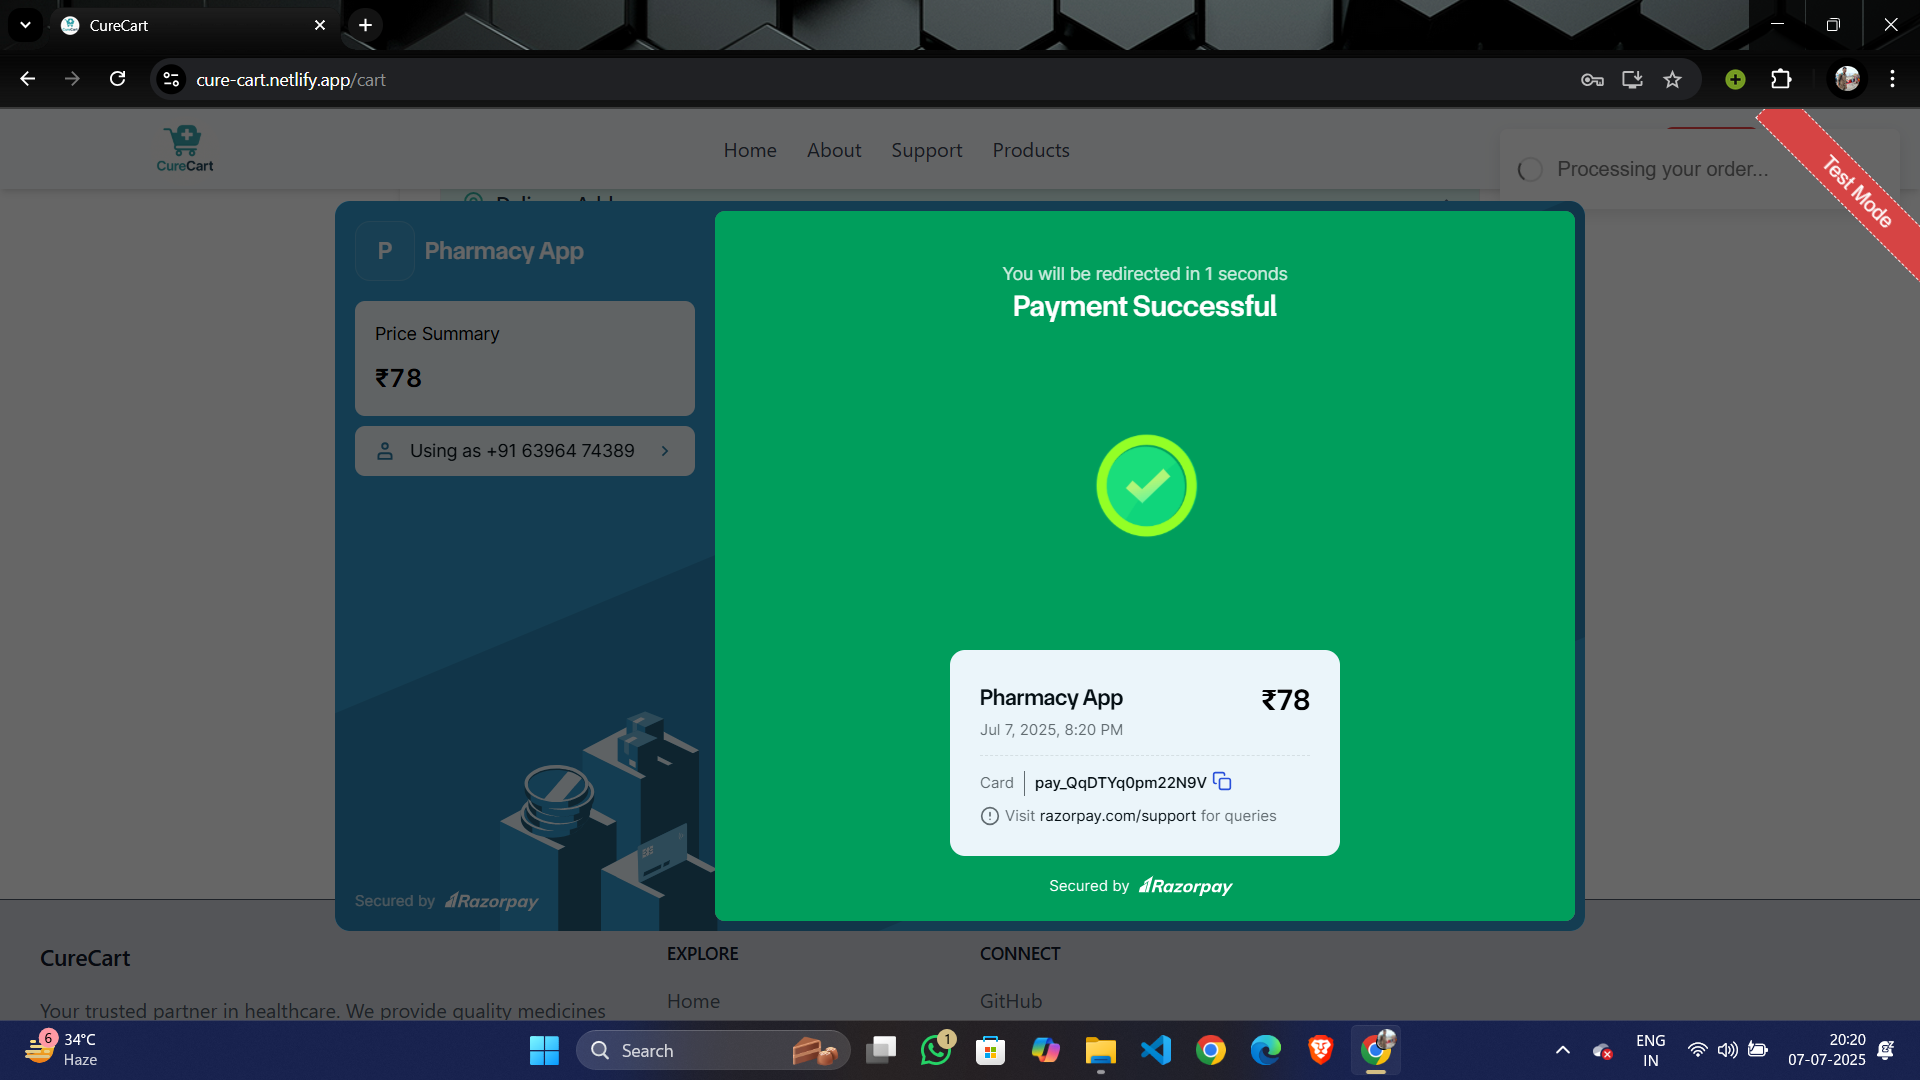 CureCart
cure-cart.netlify.app/cart
CureCart
Home
About
Support
Products
Processing your order...
Test Mode
P
Pharmacy App
Price Summary
₹78
Using as +91 63964 74389
Secured by Razorpay
You will be redirected in 1 seconds
Payment Successful
Pharmacy App
₹78
Jul 7, 2025, 8:20 PM
Card
pay_QqDTYq0pm22N9V
Visit razorpay.com/support for queries
Secured by Razorpay
CureCart
Your trusted partner in healthcare. We provide quality medicines
EXPLORE
Home
CONNECT
GitHub
6
34°C
Haze
Search
1
ENG
IN
20:20
07-07-2025